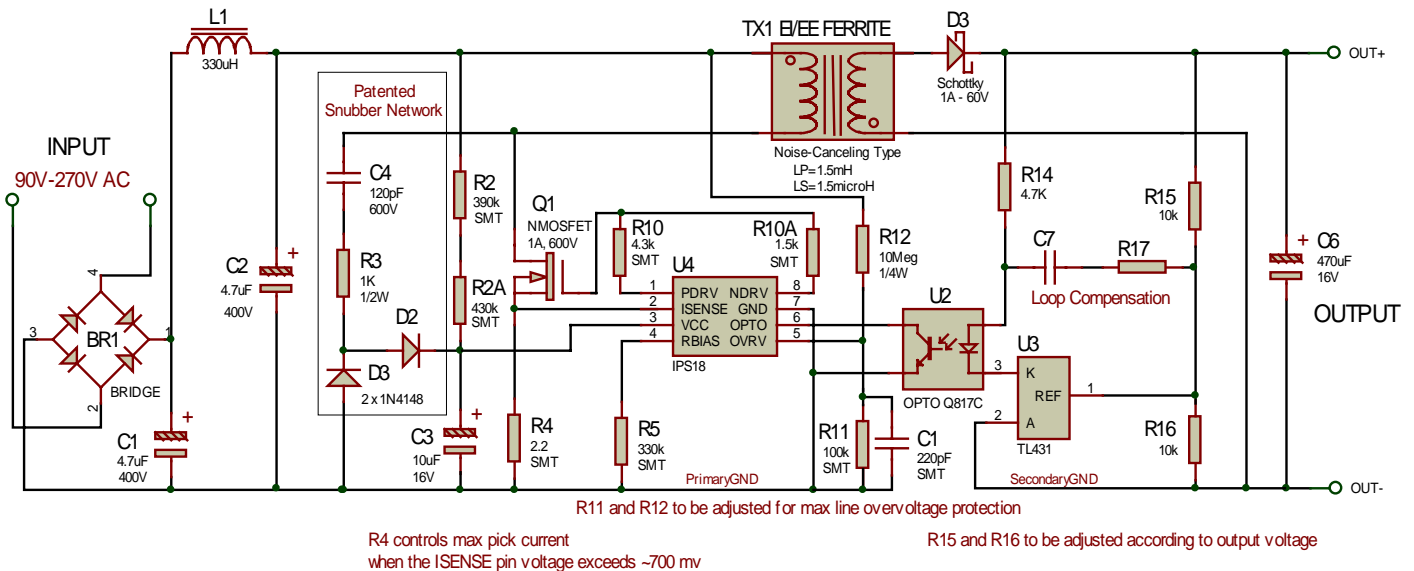 L1
330uH
TX1 EI/EE FERRITE
D3
Schottky
1A - 60V
OUT+
Patented
Snubber Network
INPUT
90V-270V AC
Noise-Canceling Type
LP=1.5mH
LS=1.5microH
C4
120pF
600V
R2
390k
SMT
Q1
NMOSFET
1A, 600V
R10
4.3k
SMT
R10A
1.5k
SMT
R12
10Meg
1/4W
R14
4.7K
R15
10k
C7
R17
Loop Compensation
C6
470uF
16V
OUTPUT
C2
4.7uF
400V
R3
1K
1/2W
R2A
430k
SMT
D2
U4
1 PDRV NDRV 8
2 ISENSE GND 7
3 VCC OPTO 6
4 RBIAS OVRV 5
IPS18
U2
OPTO Q817C
U3
3 K
REF 1
2 A
TL431
4
3
BR1
1
2
BRIDGE
D3
2 x 1N4148
C1
4.7uF
400V
C3
10uF
16V
R4
2.2
SMT
R5
330k
SMT
R11
100k
SMT
C1
220pF
SMT
R16
10k
PrimaryGND
SecondaryGND
OUT-
R11 and R12 to be adjusted for max line overvoltage protection
R4 controls max pick current
when the ISENSE pin voltage exceeds ~700 mv
R15 and R16 to be adjusted according to output voltage